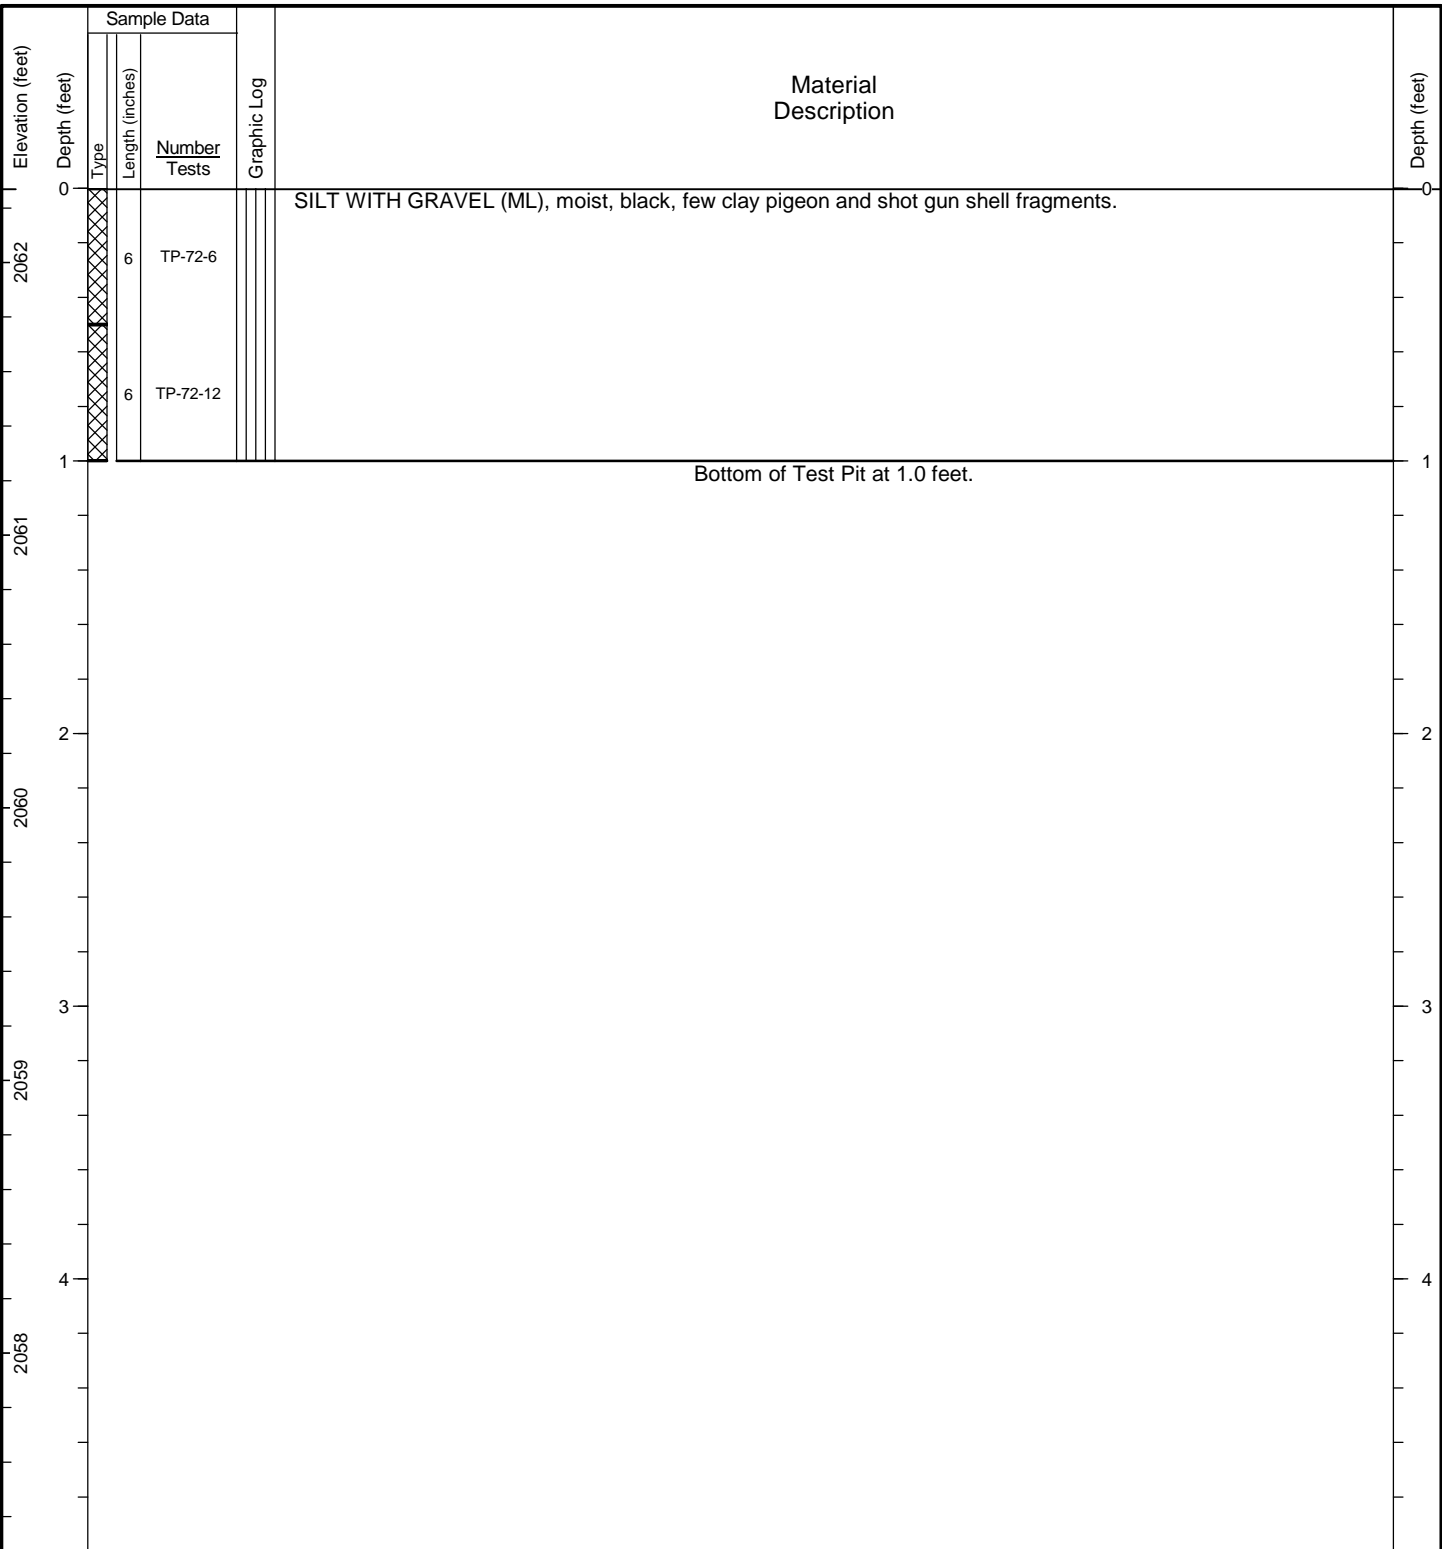 Sample Data
Elevation (feet)
Depth (feet)
Type
Length (inches)
Number
Tests
Graphic Log
Material
Description
Depth (feet)
0
SILT WITH GRAVEL (ML), moist, black, few clay pigeon and shot gun shell fragments.
0
2062
6
TP-72-6
6
TP-72-12
1
Bottom of Test Pit at 1.0 feet.
1
2061
2
2
2060
3
3
2059
4
4
2058